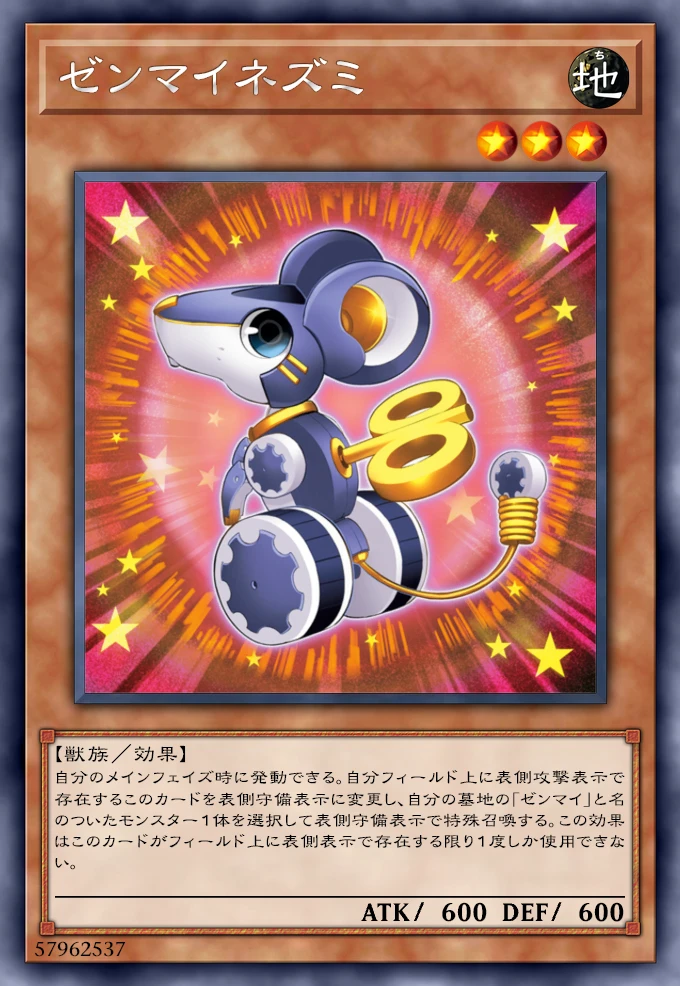 ゼンマイネズミ
ち
地
【獣族／効果】
自分のメインフェイズ時に発動できる。自分フィールド上に表側攻撃表示で
存在するこのカードを表側守備表示に変更し、自分の墓地の「ゼンマイ」と名
のついたモンスター１体を選択して表側守備表示で特殊召喚する。この効果
はこのカードがフィールド上に表側表示で存在する限り１度しか使用できな
い。
ATK/ 600 DEF/ 600
57962537